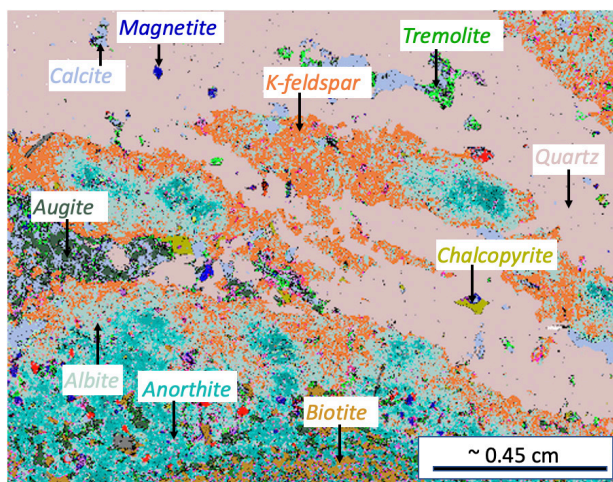 Magnetite
Tremolite
Calcite
K-feldspar
Quartz
Augite
Chalcopyrite
Albite
Anorthite
Biotite
~ 0.45 cm